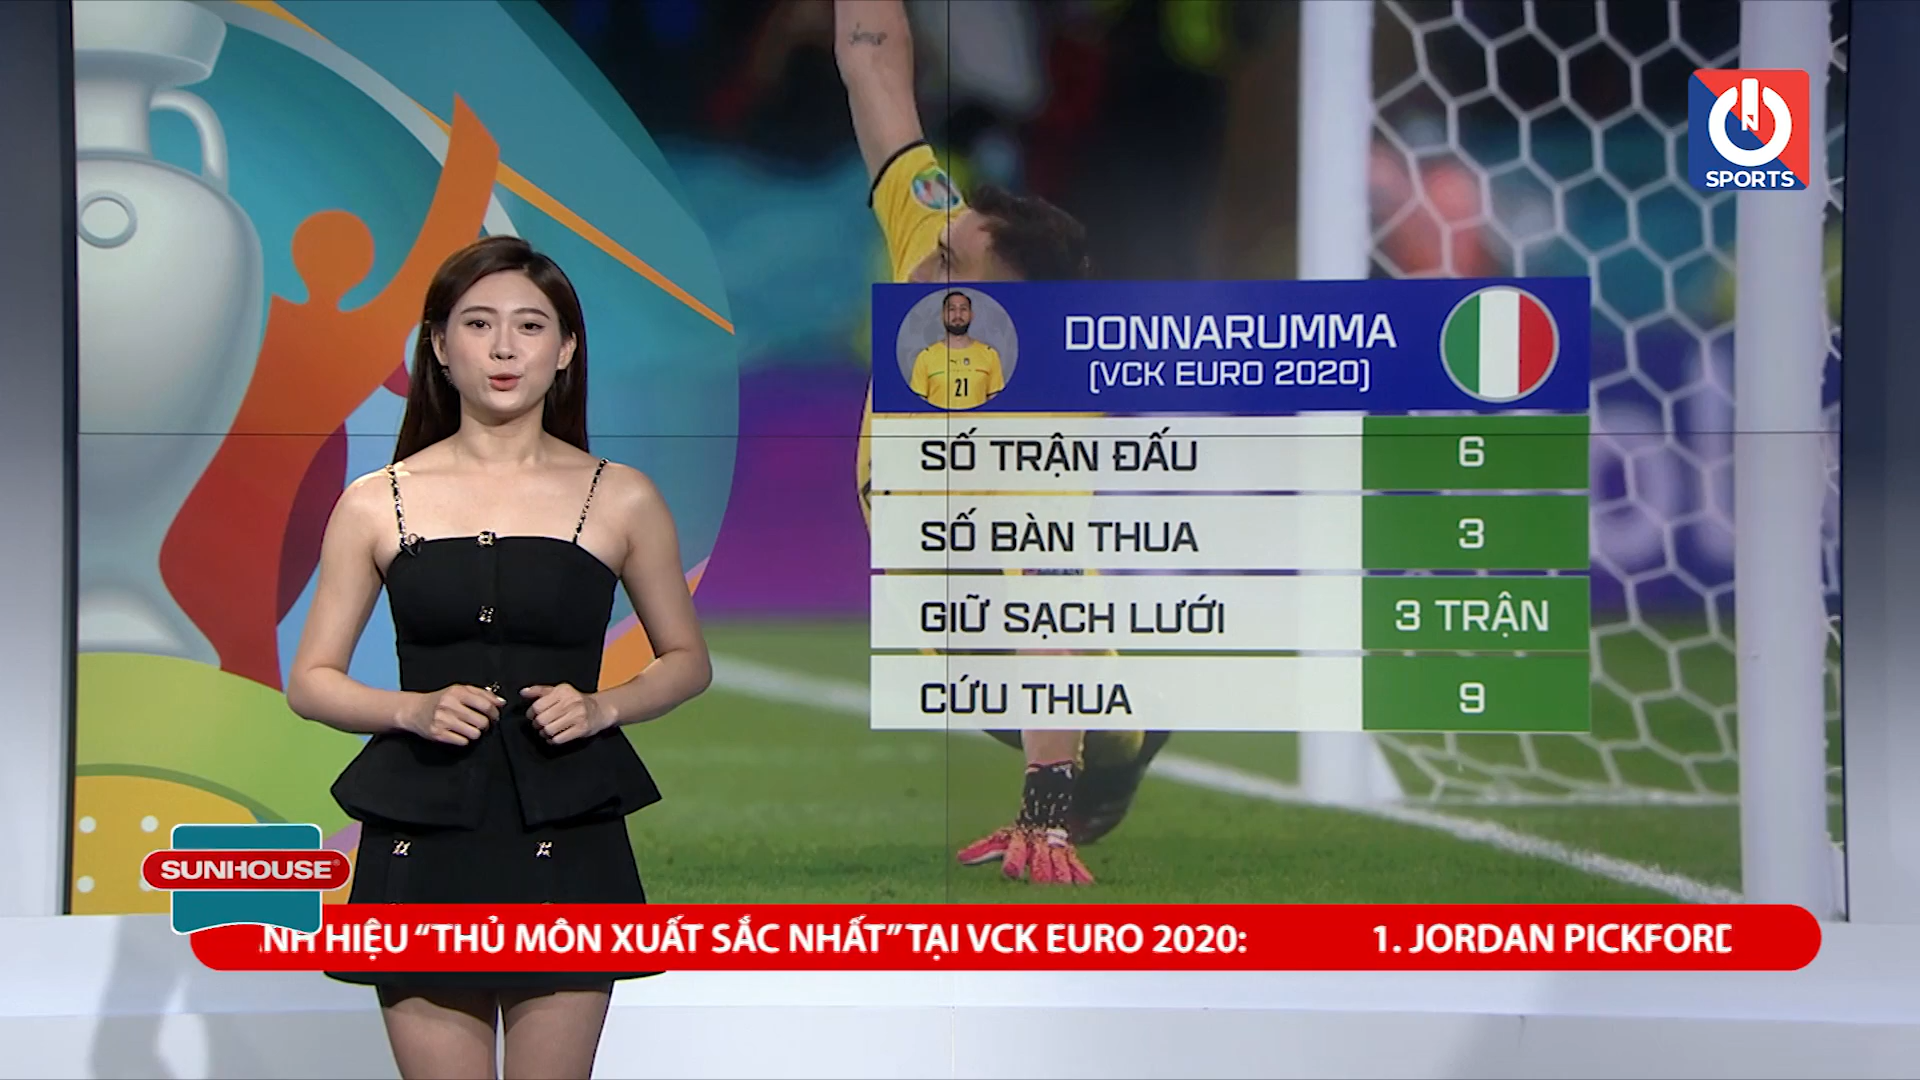 SPORTS
DONNARUMMA
(VCK EURO 2020)
21
SỐ TRẬN ĐẤU 6
SỐ BÀN THUA 3
GIỮ SẠCH LƯỚI 3 TRẬN
CỨU THUA 9
SUNHOUSE®
HIỆU “THỦ MÔN XUẤT SẮC NHẤT” TẠI VCK EURO 2020: 1. JORDAN PICKFORD